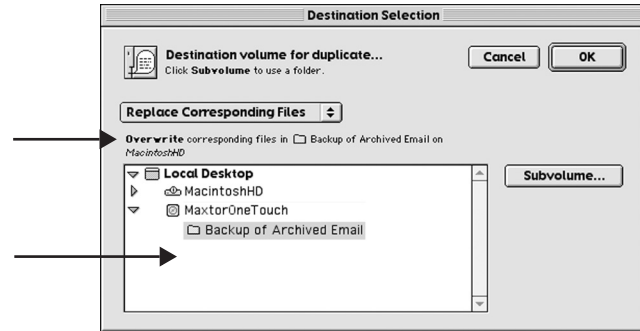 Destination Selection
Destination volume for duplicate...
Click Subvolume to use a folder.
Cancel
OK
Replace Corresponding Files
Overwrite corresponding files in Backup of Archived Email on
MacintoshHD
Local Desktop
MacintoshHD
MaxtorOneTouch
Backup of Archived Email
Subvolume...